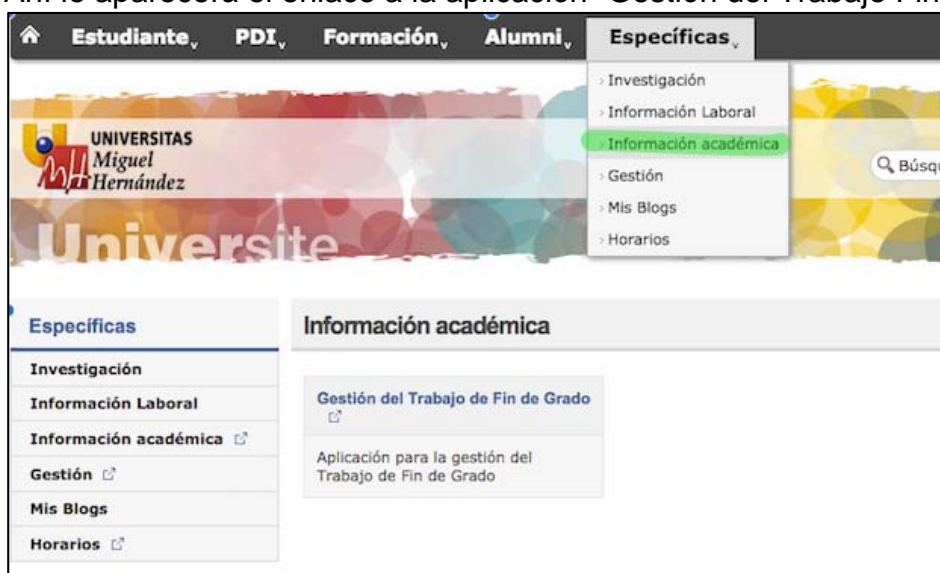 Ahí le aparecerá el enlace a la aplicación "Gestión del Trabajo Fin
Estudiante PDI Formación Alumni Específicas
Investigación
Información Laboral
Información académica
Gestión
Mis Blogs
Horarios
UNIVERSITAS
Miguel
Hernández
Búsqu
Universite
Específicas
Investigación
Información Laboral
Información académica
Gestión
Mis Blogs
Horarios
Información académica
Gestión del Trabajo de Fin de Grado
Aplicación para la gestión del
Trabajo de Fin de Grado